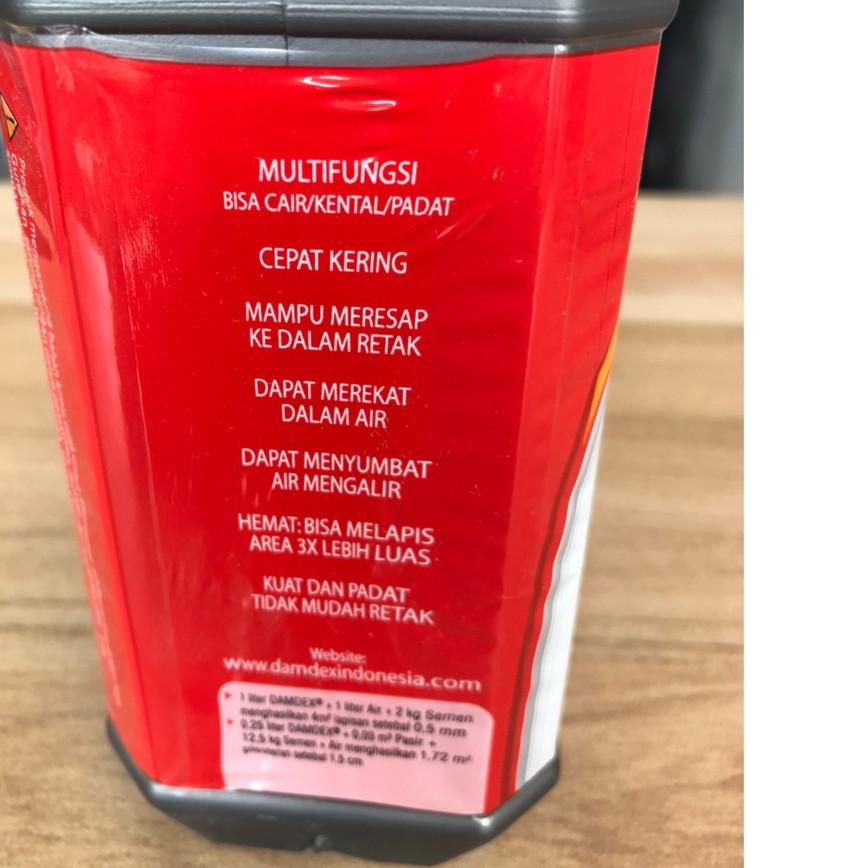 MULTIFUNGSI
BISA CAIR/KENTAL/PADAT
CEPAT KERING
MAMPU MERESAP
KE DALAM RETAK
DAPAT MEREKAT
DALAM AIR
DAPAT MENYUMBAT
AIR MENGALIR
HEMAT: BISA MELAPIS
AREA 3X LEBIH LUAS
KUAT DAN PADAT
TIDAK MUDAH RETAK
Website:
www.damdexindonesia.com
1 liter DAMDEX® + 1 liter Air + 2 kg Semen
menghasilkan 4m² lapisan setebal 0,5 mm
0,25 liter DAMDEX® + 0,03 m³ Pasir +
12,5 kg Semen + Air menghasilkan 1,72 m²
setebal 1,5 cm